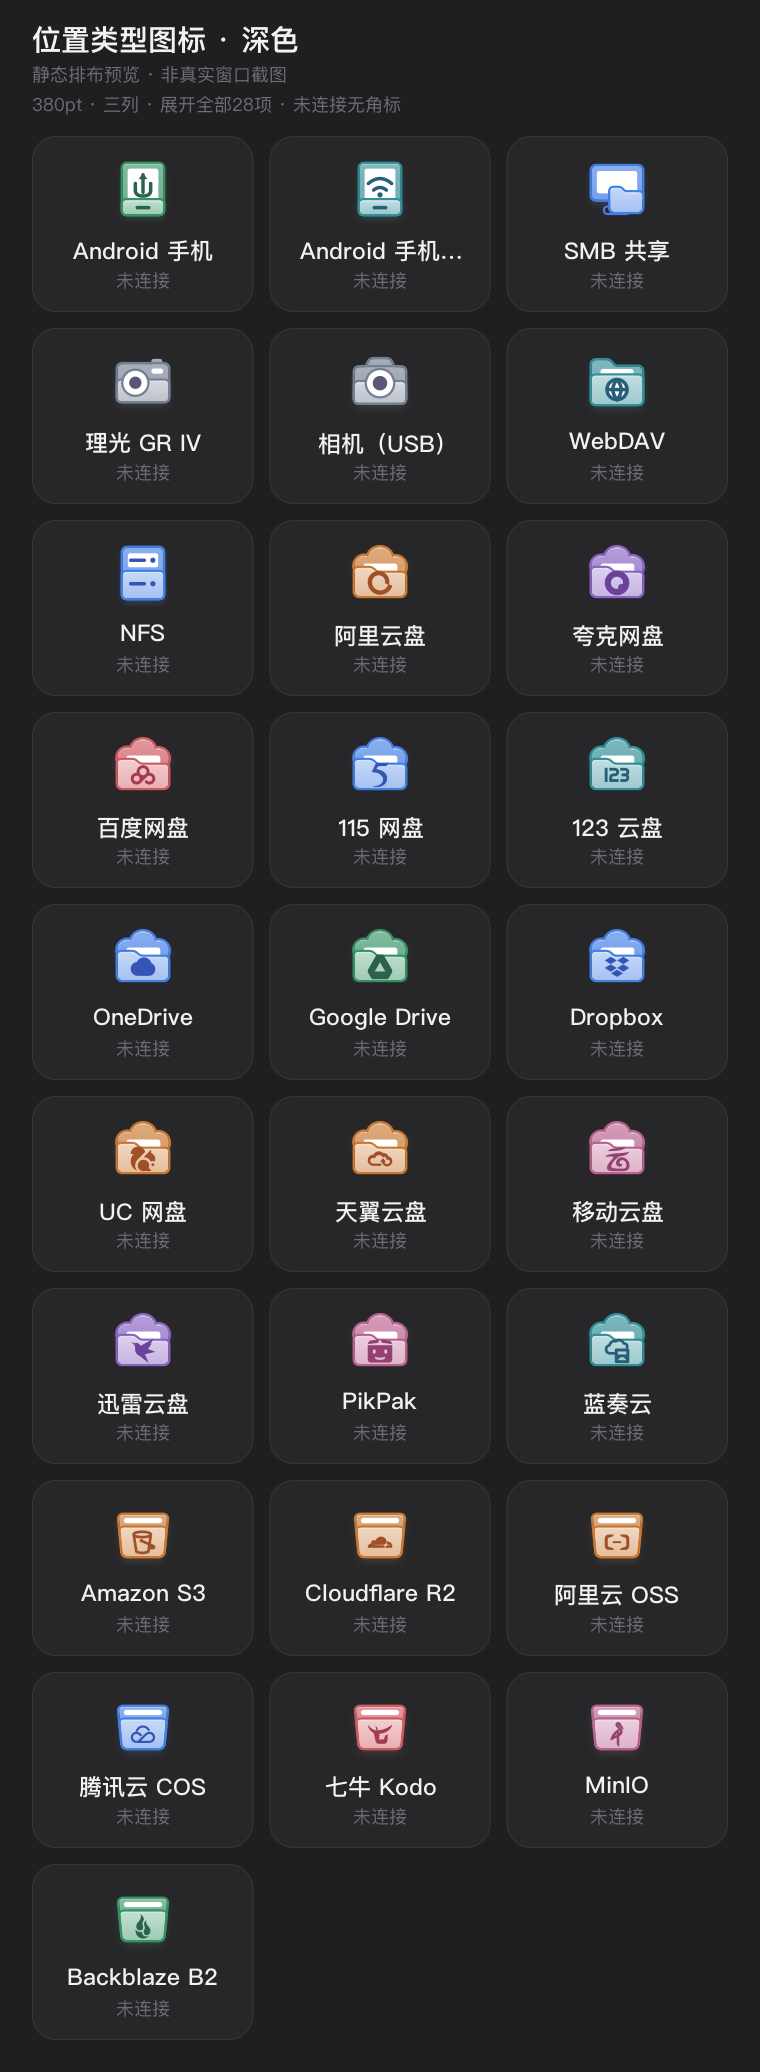 位置类型图标 · 深色
静态排布预览 · 非真实窗口截图
380pt · 三列 · 展开全部28项 · 未连接无角标
Android 手机
未连接
Android 手机...
未连接
SMB 共享
未连接
理光 GR IV
未连接
相机（USB）
未连接
WebDAV
未连接
NFS
未连接
阿里云盘
未连接
夸克网盘
未连接
百度网盘
未连接
5
115 网盘
未连接
123
123 云盘
未连接
OneDrive
未连接
Google Drive
未连接
Dropbox
未连接
UC 网盘
未连接
天翼云盘
未连接
云
移动云盘
未连接
迅雷云盘
未连接
PikPak
未连接
蓝奏云
未连接
Amazon S3
未连接
Cloudflare R2
未连接
阿里云 OSS
未连接
腾讯云 COS
未连接
七牛 Kodo
未连接
MinIO
未连接
Backblaze B2
未连接